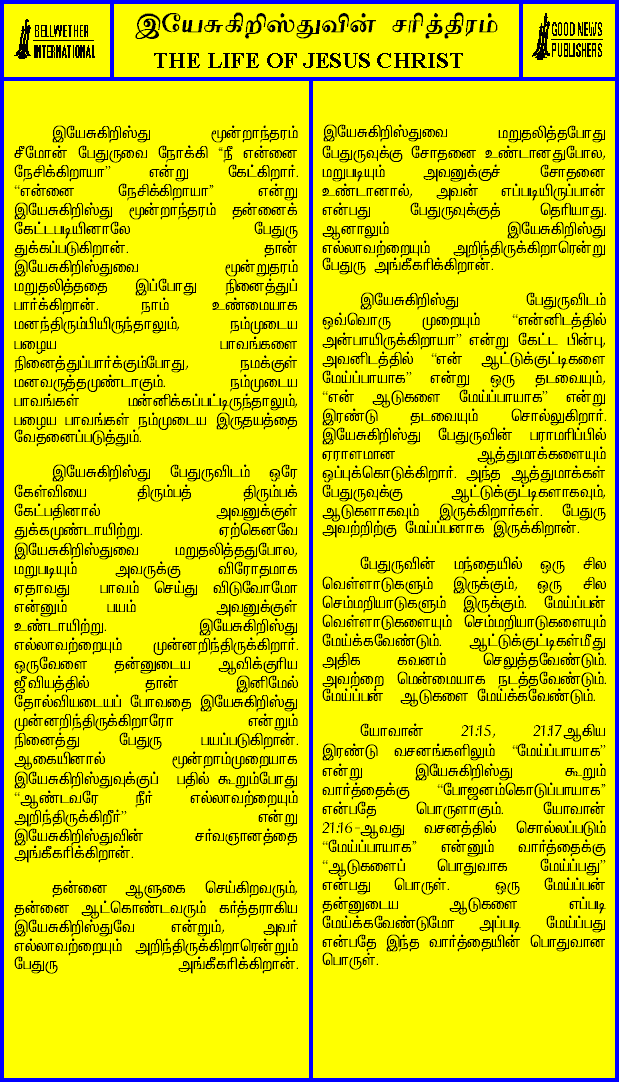 BELLWETHER
INTERNATIONAL
இயேசுகிறிஸ்துவின் சரித்திரம்
THE LIFE OF JESUS CHRIST
GOOD NEWS
PUBLISHERS
இயேசுகிறிஸ்து மூன்றாந்தரம்
சீமோன் பேதுருவை நோக்கி “நீ என்னை
நேசிக்கிறாயா” என்று கேட்கிறார்.
“என்னை நேசிக்கிறாயா” என்று
இயேசுகிறிஸ்து மூன்றாந்தரம் தன்னைக்
கேட்டபடியினாலே பேதுரு
துக்கப்படுகிறான். தான்
இயேசுகிறிஸ்துவை மூன்றுதரம்
மறுதலித்ததை இப்போது நினைத்துப்
பார்க்கிறான். நாம் உண்மையாக
மனந்திரும்பியிருந்தாலும், நம்முடைய
பழைய பாவங்களை
நினைத்துப்பார்க்கும்போது, நமக்குள்
மனவருத்தமுண்டாகும். நம்முடைய
பாவங்கள் மன்னிக்கப்பட்டிருந்தாலும்,
பழைய பாவங்கள் நம்முடைய இருதயத்தை
வேதனைப்படுத்தும்.
இயேசுகிறிஸ்து பேதுருவிடம் ஒரே
கேள்வியை திரும்பத் திரும்பக்
கேட்பதினால் அவனுக்குள்
துக்கமுண்டாயிற்று. ஏற்கெனவே
இயேசுகிறிஸ்துவை மறுதலித்ததுபோல,
மறுபடியும் அவருக்கு விரோதமாக
ஏதாவது பாவம் செய்து விடுவோமோ
என்னும் பயம் அவனுக்குள்
உண்டாயிற்று. இயேசுகிறிஸ்து
எல்லாவற்றையும் முன்னறிந்திருக்கிறார்.
ஒருவேளை தன்னுடைய ஆவிக்குரிய
ஜீவியத்தில் தான் இனிமேல்
தோல்வியடையப் போவதை இயேசுகிறிஸ்து
முன்னறிந்திருக்கிறாரோ என்றும்
நினைத்து பேதுரு பயப்படுகிறான்.
ஆகையினால் மூன்றாம்முறையாக
இயேசுகிறிஸ்துவுக்குப் பதில் கூறும்போது
“ஆண்டவரே நீர் எல்லாவற்றையும்
அறிந்திருக்கிறீர்” என்று
இயேசுகிறிஸ்துவின் சர்வஞானத்தை
அங்கீகரிக்கிறான்.
தன்னை ஆளுகை செய்கிறவரும்,
தன்னை ஆட்கொண்டவரும் கர்த்தராகிய
இயேசுகிறிஸ்துவே என்றும், அவர்
எல்லாவற்றையும் அறிந்திருக்கிறாரென்றும்
பேதுரு அங்கீகரிக்கிறான்.
இயேசுகிறிஸ்துவை மறுதலித்தபோது
பேதுருவுக்கு சோதனை உண்டானதுபோல,
மறுபடியும் அவனுக்குச் சோதனை
உண்டானால், அவன் எப்படியிருப்பான்
என்பது பேதுருவுக்குத் தெரியாது.
ஆனாலும் இயேசுகிறிஸ்து
எல்லாவற்றையும் அறிந்திருக்கிறாரென்று
பேதுரு அங்கீகரிக்கிறான்.
இயேசுகிறிஸ்து பேதுருவிடம்
ஒவ்வொரு முறையும் “என்னிடத்தில்
அன்பாயிருக்கிறாயா” என்று கேட்ட பின்பு,
அவனிடத்தில் “என் ஆட்டுக்குட்டிகளை
மேய்ப்பாயாக” என்று ஒரு தடவையும்,
“என் ஆடுகளை மேய்ப்பாயாக” என்று
இரண்டு தடவையும் சொல்லுகிறார்.
இயேசுகிறிஸ்து பேதுருவின் பராமரிப்பில்
ஏராளமான ஆத்துமாக்களையும்
ஒப்புக்கொடுக்கிறார். அந்த ஆத்துமாக்கள்
பேதுருவுக்கு ஆட்டுக்குட்டிகளாகவும்,
ஆடுகளாகவும் இருக்கிறார்கள். பேதுரு
அவற்றிற்கு மேய்ப்பனாக இருக்கிறான்.
பேதுருவின் மந்தையில் ஒரு சில
வெள்ளாடுகளும் இருக்கும், ஒரு சில
செம்மறியாடுகளும் இருக்கும். மேய்ப்பன்
வெள்ளாடுகளையும் செம்மறியாடுகளையும்
மேய்க்கவேண்டும். ஆட்டுக்குட்டிகள்மீது
அதிக கவனம் செலுத்தவேண்டும்.
அவற்றை மென்மையாக நடத்தவேண்டும்.
மேய்ப்பன் ஆடுகளை மேய்க்கவேண்டும்.
யோவான் 21:15, 21:17ஆகிய
இரண்டு வசனங்களிலும் “மேய்ப்பாயாக”
என்று இயேசுகிறிஸ்து கூறும்
வார்த்தைக்கு “போஜனம்கொடுப்பாயாக”
என்பதே பொருளாகும். யோவான்
21:16-ஆவது வசனத்தில் சொல்லப்படும்
“மேய்ப்பாயாக” என்னும் வார்த்தைக்கு
“ஆடுகளைப் பொதுவாக மேய்ப்பது”
என்பது பொருள். ஒரு மேய்ப்பன்
தன்னுடைய ஆடுகளை எப்படி
மேய்க்கவேண்டுமோ அப்படி மேய்ப்பது
என்பதே இந்த வார்த்தையின் பொதுவான
பொருள்.